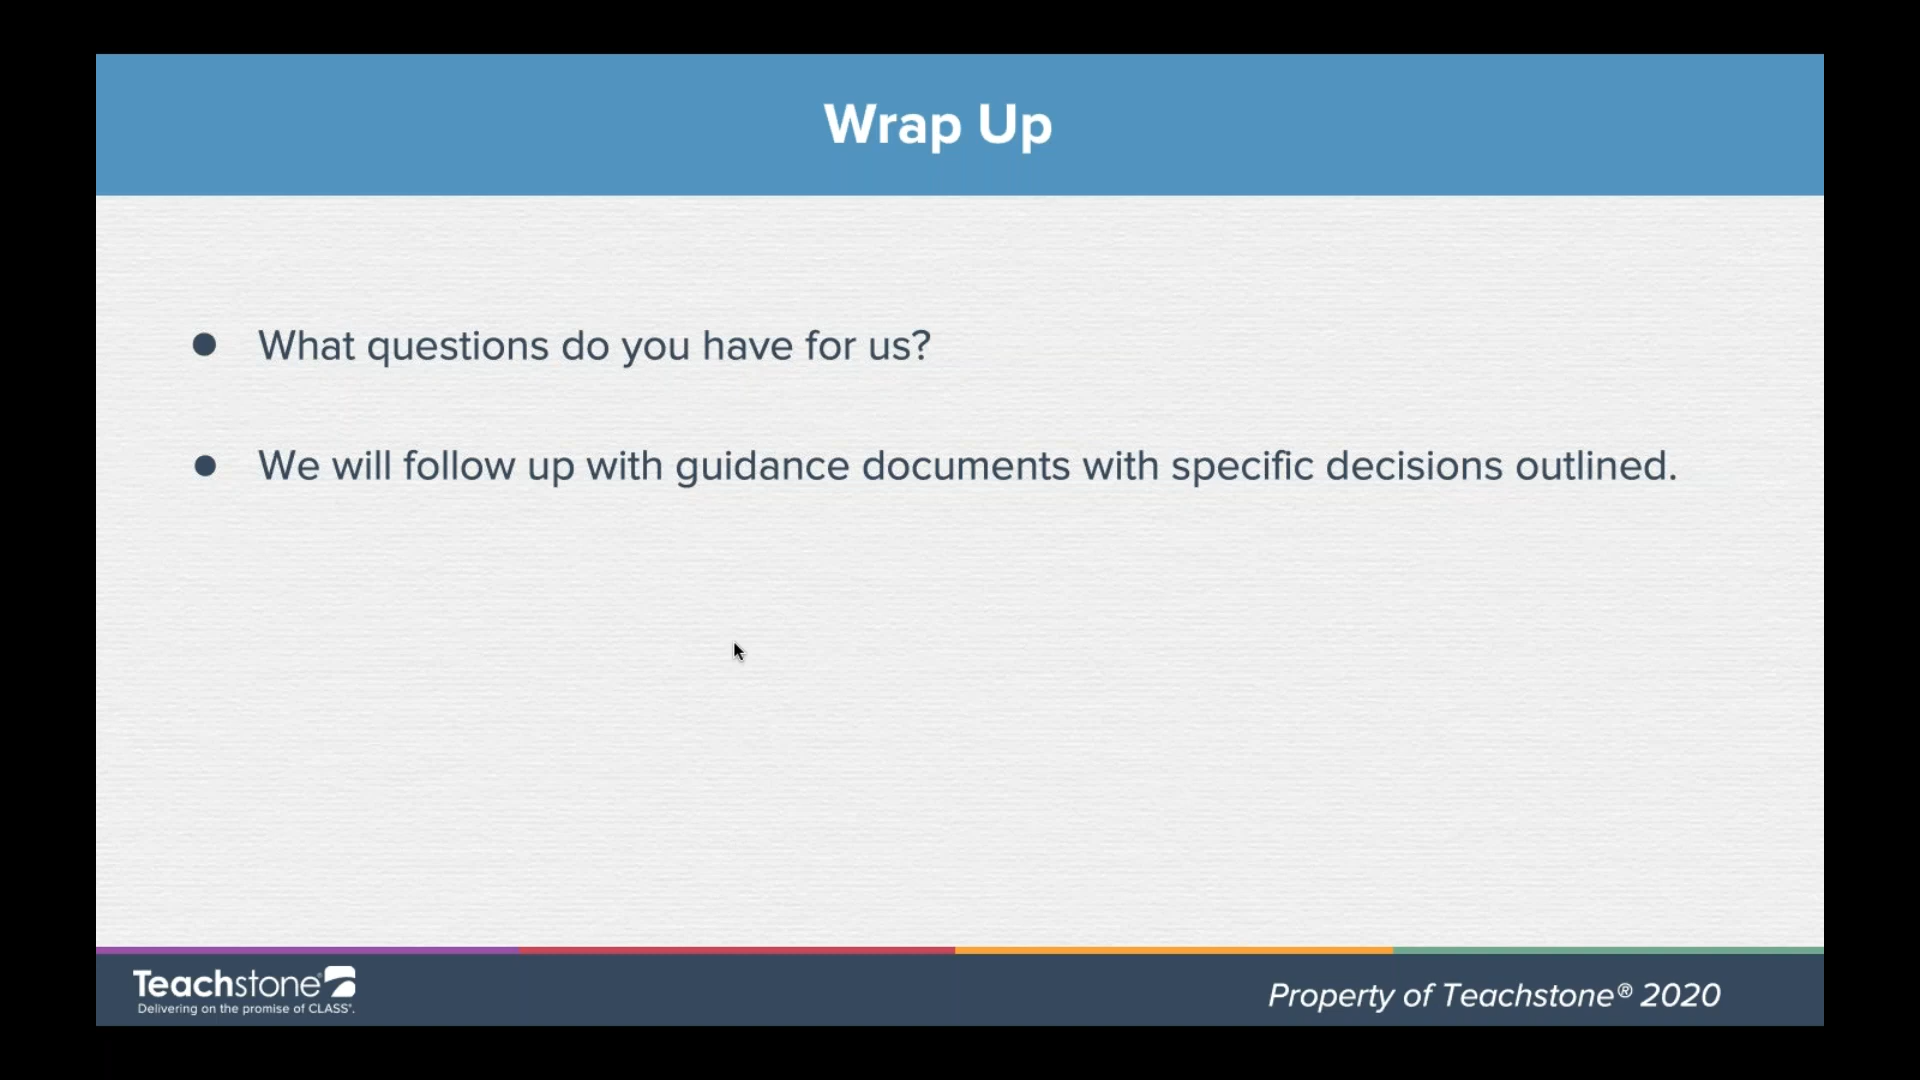 Wrap Up
● What questions do you have for us?
● We will follow up with guidance documents with specific decisions outlined.
Teachstone®
Delivering on the promise of CLASS®.
Property of Teachstone® 2020